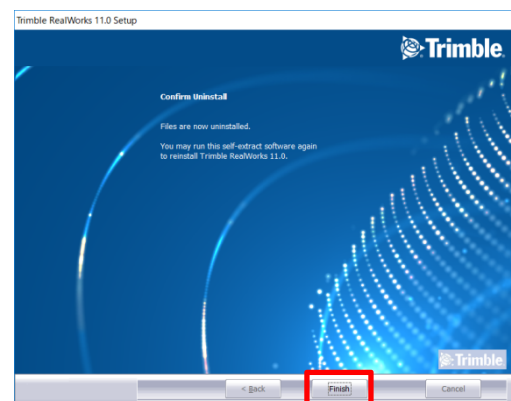 Trimble RealWorks 11.0 Setup
Trimble
Confirm Uninstall
Files are now uninstalled.
You may run this self-extract software again
to reinstall Trimble RealWorks 11.0.
Trimble
< Back
Finish
Cancel